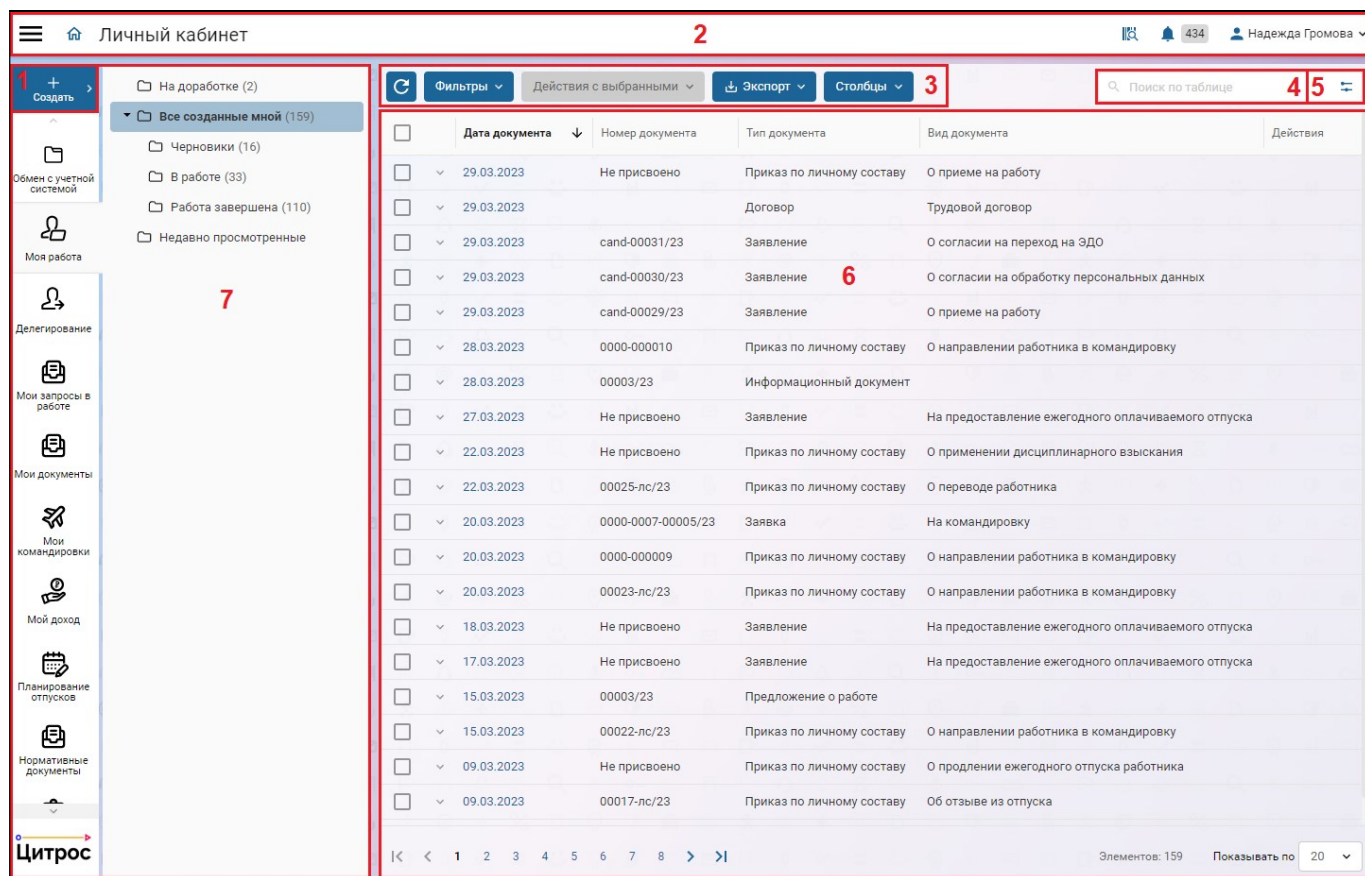 Личный кабинет 2 434 Надежда Громова
1 + Создать
Обмен с учетной
системой
Моя работа
Делегирование
Мои запросы в
работе
Мои документы
Мои
командировки
Мой доход
Планирование
отпусков
Нормативные
документы
Цитрос
На доработке (2)
Все созданные мной (159)
Черновики (16)
В работе (33)
Работа завершена (110)
Недавно просмотренные
7
Фильтры Действия с выбранными Экспорт Столбцы 3 Поиск по таблице 4 5
Дата документа Номер документа Тип документа Вид документа Действия
29.03.2023 Не присвоено Приказ по личному составу О приеме на работу
29.03.2023 Договор Трудовой договор
29.03.2023 cand-00031/23 Заявление О согласии на переход на ЭДО
29.03.2023 cand-00030/23 Заявление 6 О согласии на обработку персональных данных
29.03.2023 cand-00029/23 Заявление О приеме на работу
28.03.2023 0000-000010 Приказ по личному составу О направлении работника в командировку
28.03.2023 00003/23 Информационный документ
27.03.2023 Не присвоено Заявление На предоставление ежегодного оплачиваемого отпуска
22.03.2023 Не присвоено Приказ по личному составу О применении дисциплинарного взыскания
22.03.2023 00025-лс/23 Приказ по личному составу О переводе работника
20.03.2023 0000-0007-00005/23 Заявка На командировку
20.03.2023 0000-000009 Приказ по личному составу О направлении работника в командировку
20.03.2023 00023-лс/23 Приказ по личному составу О направлении работника в командировку
18.03.2023 Не присвоено Заявление На предоставление ежегодного оплачиваемого отпуска
17.03.2023 Не присвоено Заявление На предоставление ежегодного оплачиваемого отпуска
15.03.2023 00003/23 Предложение о работе
15.03.2023 00022-лс/23 Приказ по личному составу О направлении работника в командировку
09.03.2023 Не присвоено Приказ по личному составу О продлении ежегодного отпуска работника
09.03.2023 00017-лс/23 Приказ по личному составу Об отзыве из отпуска
1 2 3 4 5 6 7 8 Элементов: 159 Показывать по 20